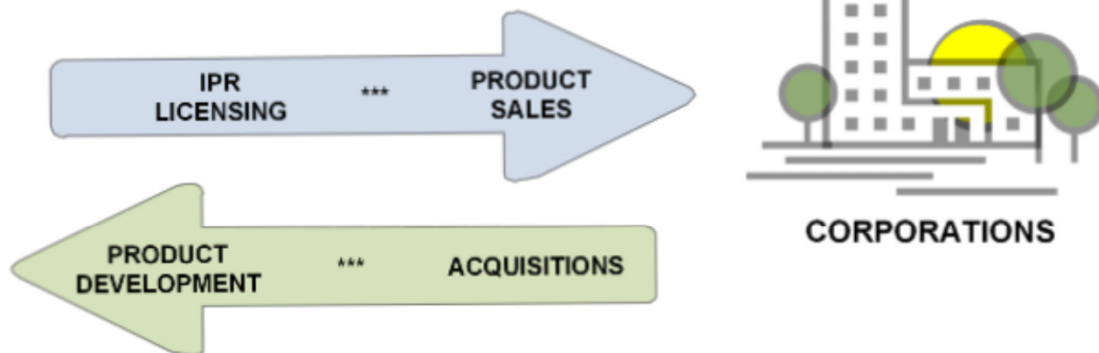 IPR
LICENSING
***
PRODUCT
SALES
CORPORATIONS
PRODUCT
DEVELOPMENT
***
ACQUISITIONS